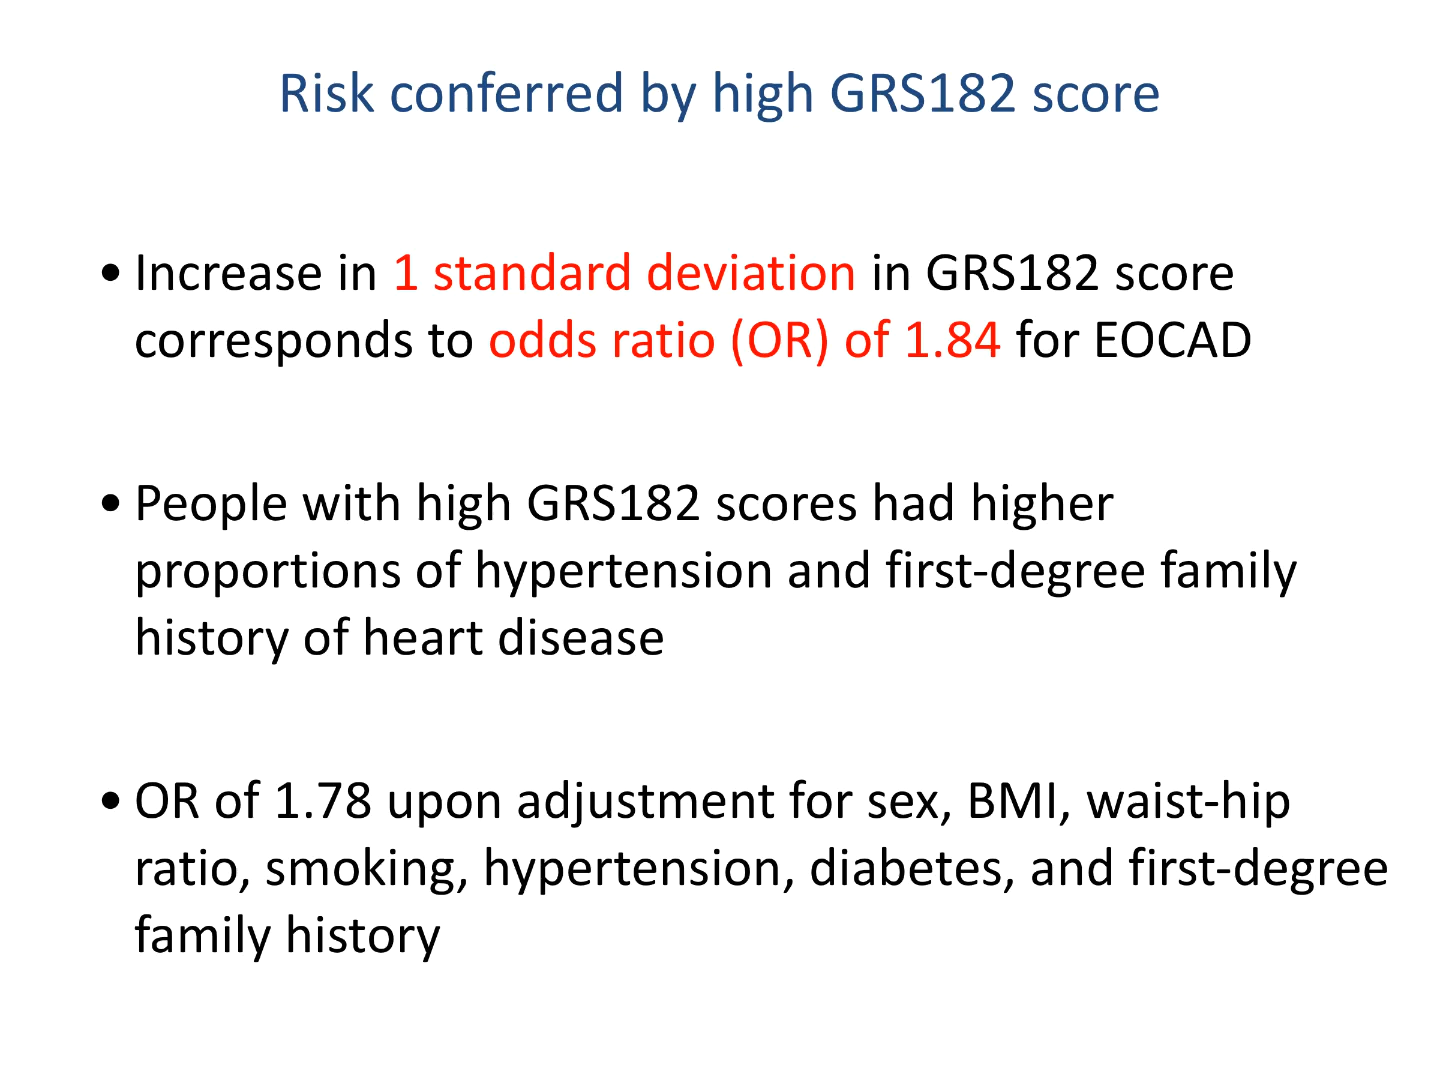 Risk conferred by high GRS182 score
• Increase in 1 standard deviation in GRS182 score
corresponds to odds ratio (OR) of 1.84 for EOCAD
• People with high GRS182 scores had higher
proportions of hypertension and first-degree family
history of heart disease
• OR of 1.78 upon adjustment for sex, BMI, waist-hip
ratio, smoking, hypertension, diabetes, and first-degree
family history